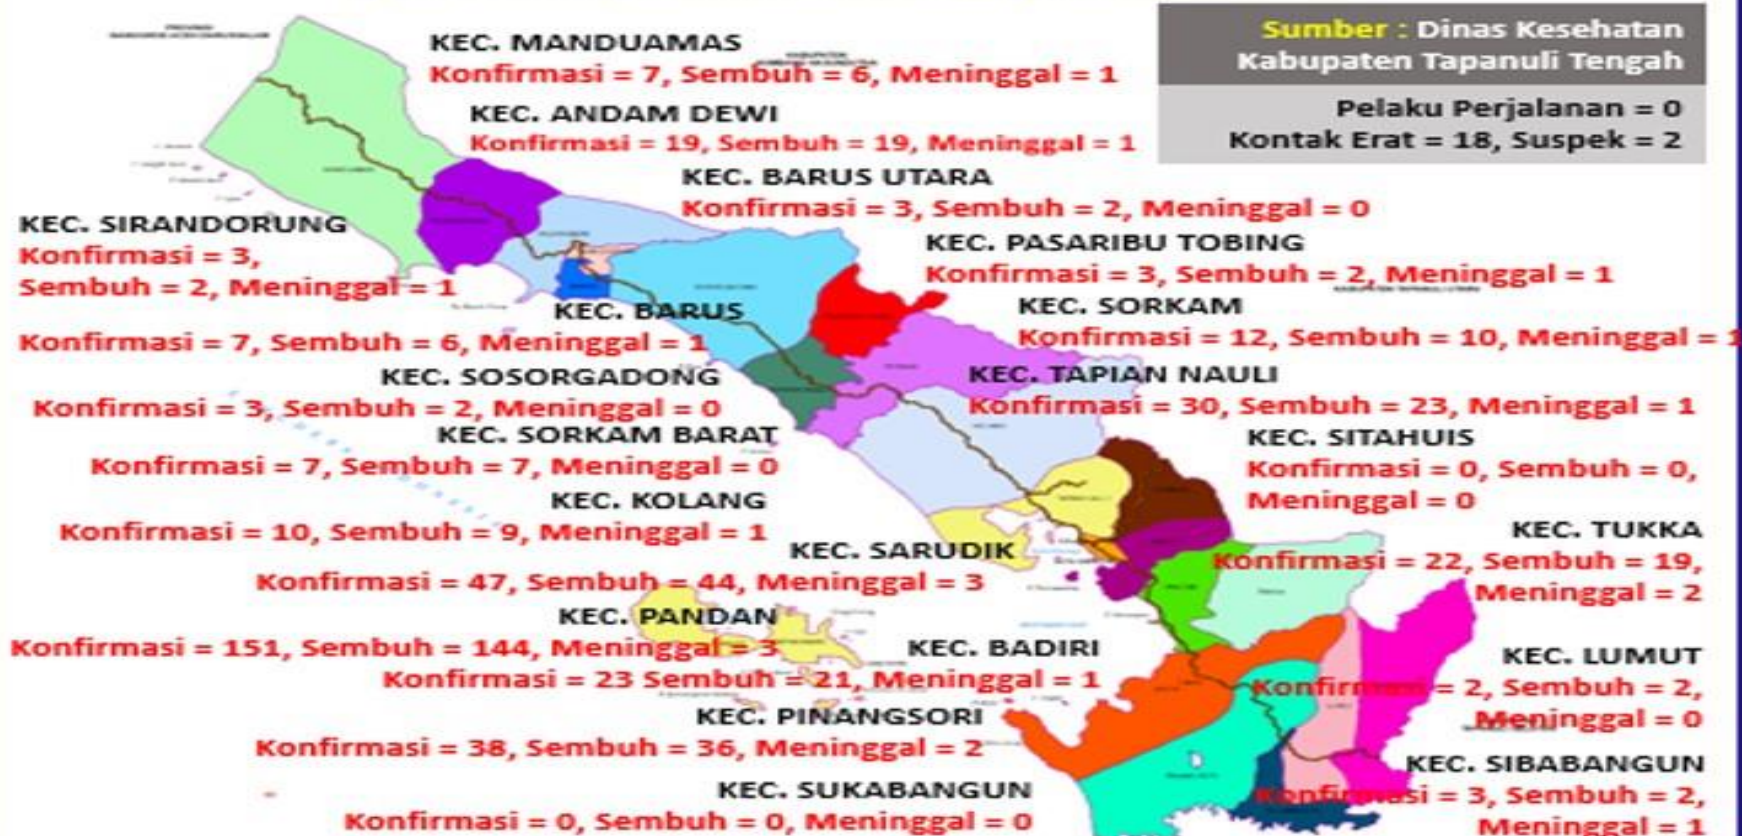 KEC. MANDUAMAS
Konfirmasi = 7, Sembuh = 6, Meninggal = 1
Sumber : Dinas Kesehatan
Kabupaten Tapanuli Tengah
Pelaku Perjalanan = 0
Kontak Erat = 18, Suspek = 2
KEC. ANDAM DEWI
Konfirmasi = 19, Sembuh = 19, Meninggal = 1
KEC. BARUS UTARA
Konfirmasi = 3, Sembuh = 2, Meninggal = 0
KEC. SIRANDORUNG
Konfirmasi = 3,
Sembuh = 2, Meninggal = 1
KEC. PASARIBU TOBING
Konfirmasi = 3, Sembuh = 2, Meninggal = 1
KEC. BARUS
Konfirmasi = 7, Sembuh = 6, Meninggal = 1
KEC. SORKAM
Konfirmasi = 12, Sembuh = 10, Meninggal = 1
KEC. SOSORGADONG
Konfirmasi = 3, Sembuh = 2, Meninggal = 0
KEC. TAPIAN NAULI
Konfirmasi = 30, Sembuh = 23, Meninggal = 1
KEC. SORKAM BARAT
Konfirmasi = 7, Sembuh = 7, Meninggal = 0
KEC. SITAHUIS
Konfirmasi = 0, Sembuh = 0,
Meninggal = 0
KEC. KOLANG
Konfirmasi = 10, Sembuh = 9, Meninggal = 1
KEC. TUKKA
Konfirmasi = 22, Sembuh = 19,
Meninggal = 2
KEC. SARUDIK
Konfirmasi = 47, Sembuh = 44, Meninggal = 3
KEC. PANDAN
Konfirmasi = 151, Sembuh = 144, Meninggal = 3
KEC. BADIRI
Konfirmasi = 23 Sembuh = 21, Meninggal = 1
KEC. LUMUT
Konfirmasi = 2, Sembuh = 2,
Meninggal = 0
KEC. PINANGSORI
Konfirmasi = 38, Sembuh = 36, Meninggal = 2
KEC. SIBABANGUN
Konfirmasi = 3, Sembuh = 2,
Meninggal = 1
KEC. SUKABANGUN
Konfirmasi = 0, Sembuh = 0, Meninggal = 0